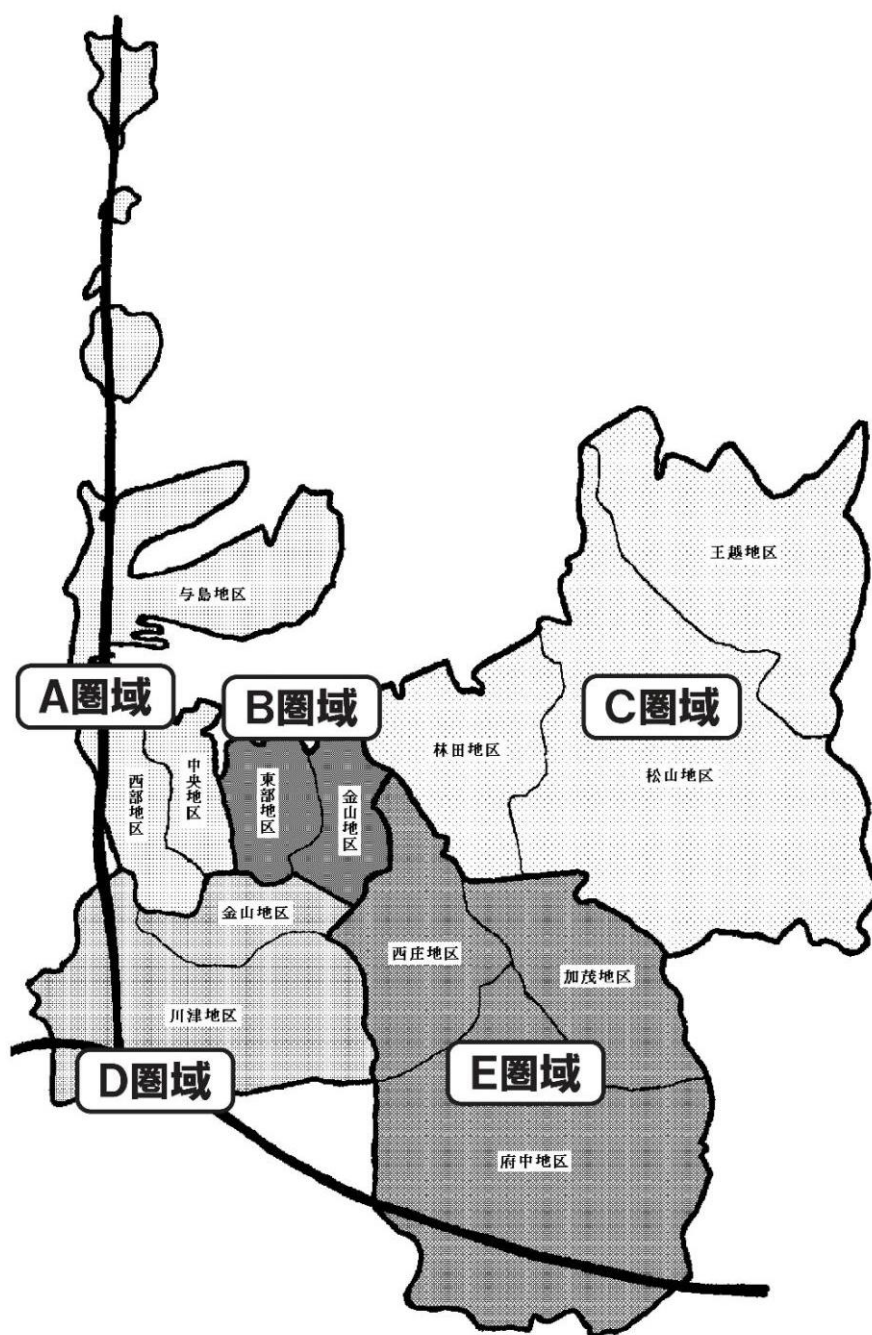 王越地区
与島地区
A圏域
B圏域
C圏域
林田地区
松山地区
西部地区
中央地区
東部地区
金山地区
金山地区
西庄地区
加茂地区
川津地区
D圏域
E圏域
府中地区